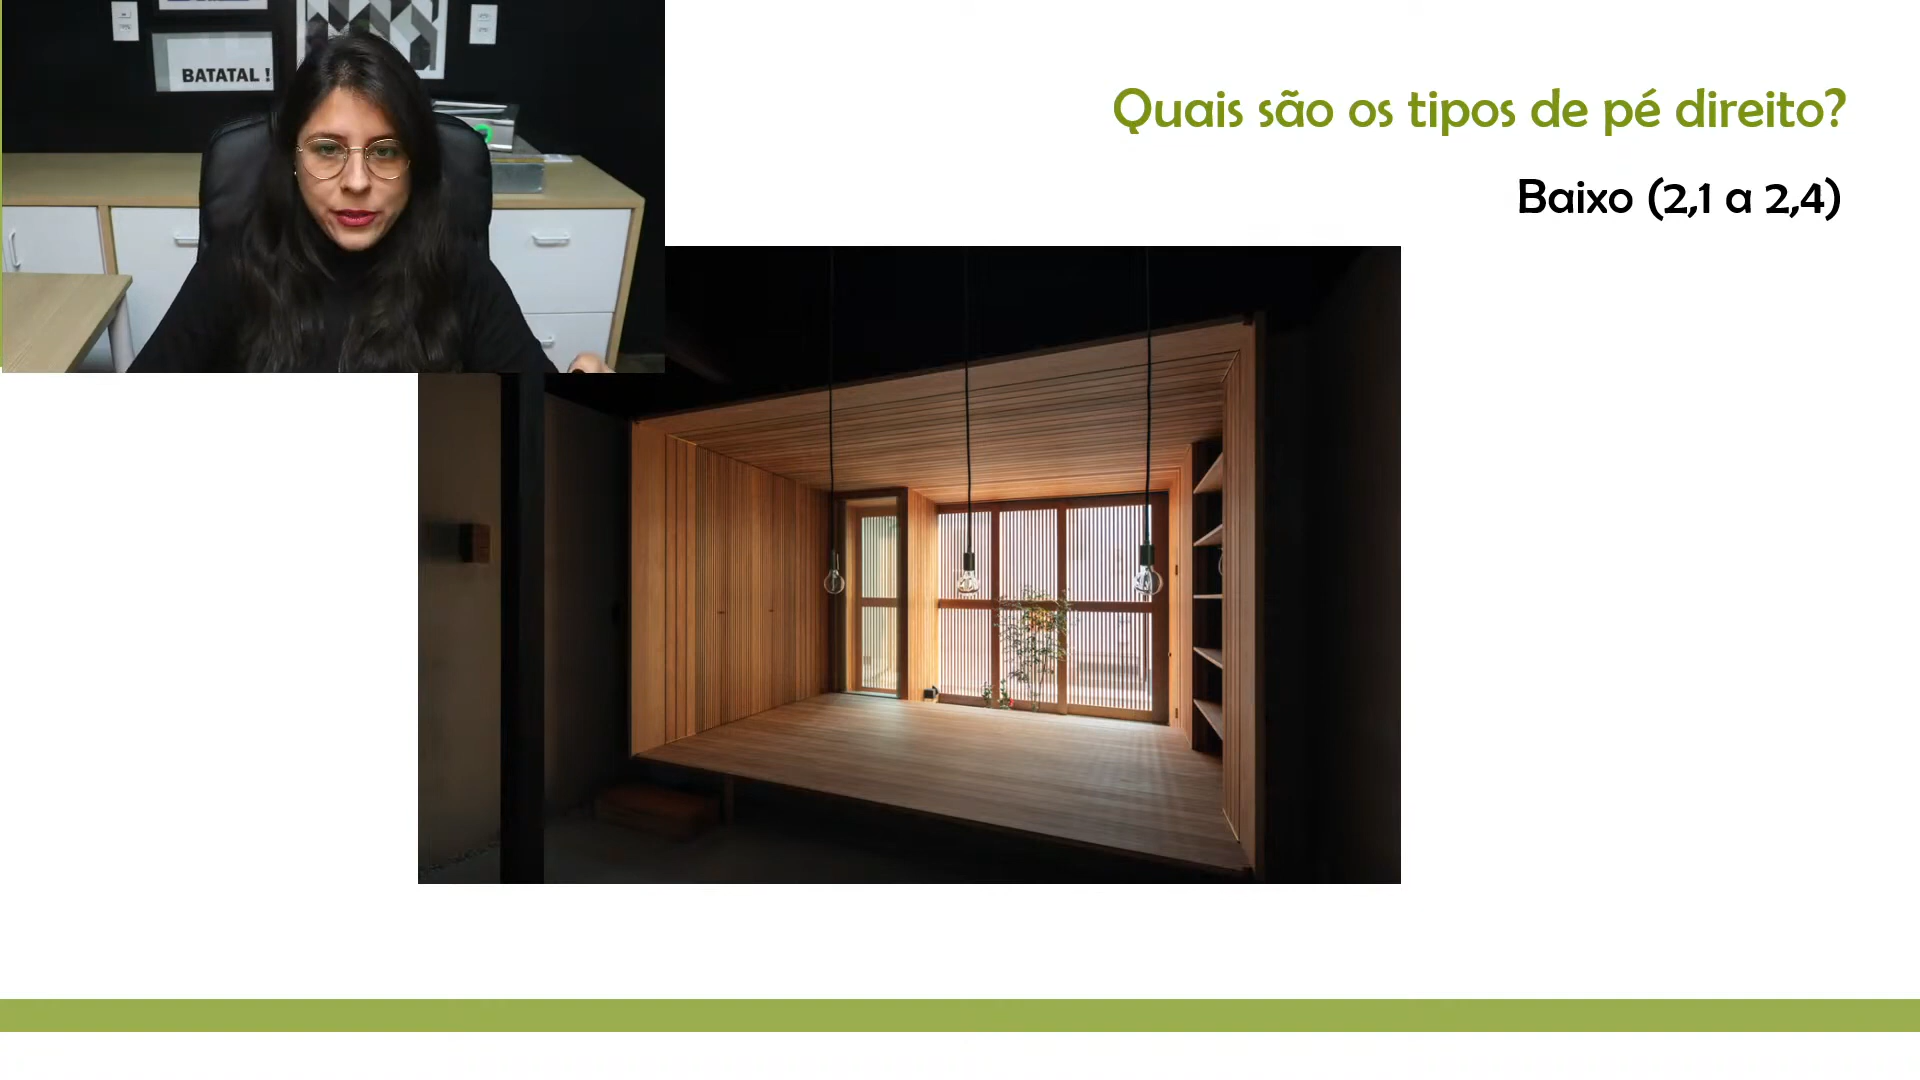 BATATAL !
Quais são os tipos de pé direito?
Baixo (2,1 a 2,4)